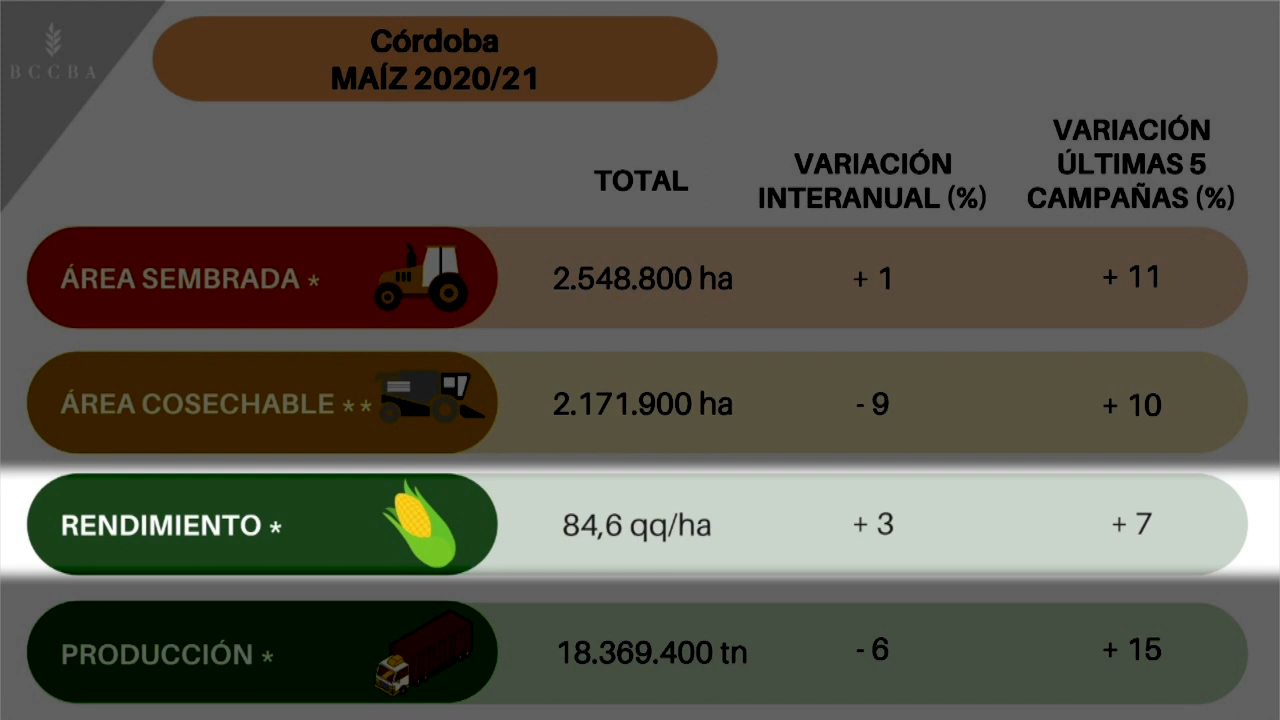 BCCBA
Córdoba
MAÍZ 2020/21
TOTAL
VARIACIÓN
INTERANUAL (%)
VARIACIÓN
ÚLTIMAS 5
CAMPAÑAS (%)
ÁREA SEMBRADA * 2.548.800 ha + 1 + 11
ÁREA COSECHABLE ** 2.171.900 ha - 9 + 10
RENDIMIENTO * 84,6 qq/ha + 3 + 7
PRODUCCIÓN * 18.369.400 tn - 6 + 15